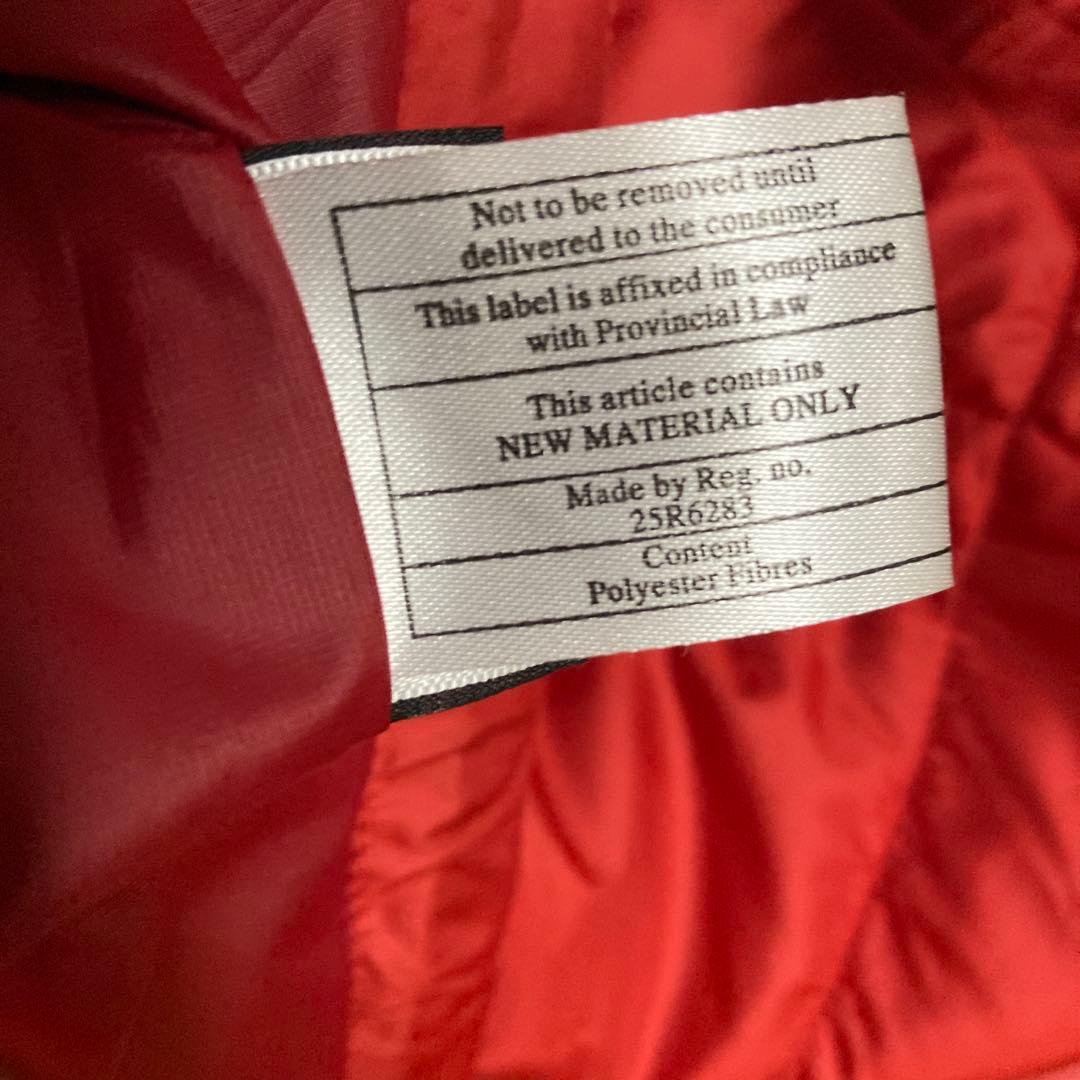 Not to be removed until
delivered to the consumer
This label is affixed in compliance
with Provincial Law
This article contains
NEW MATERIAL ONLY
Made by Reg. no.
25R6283
Content
Polyester Fibres